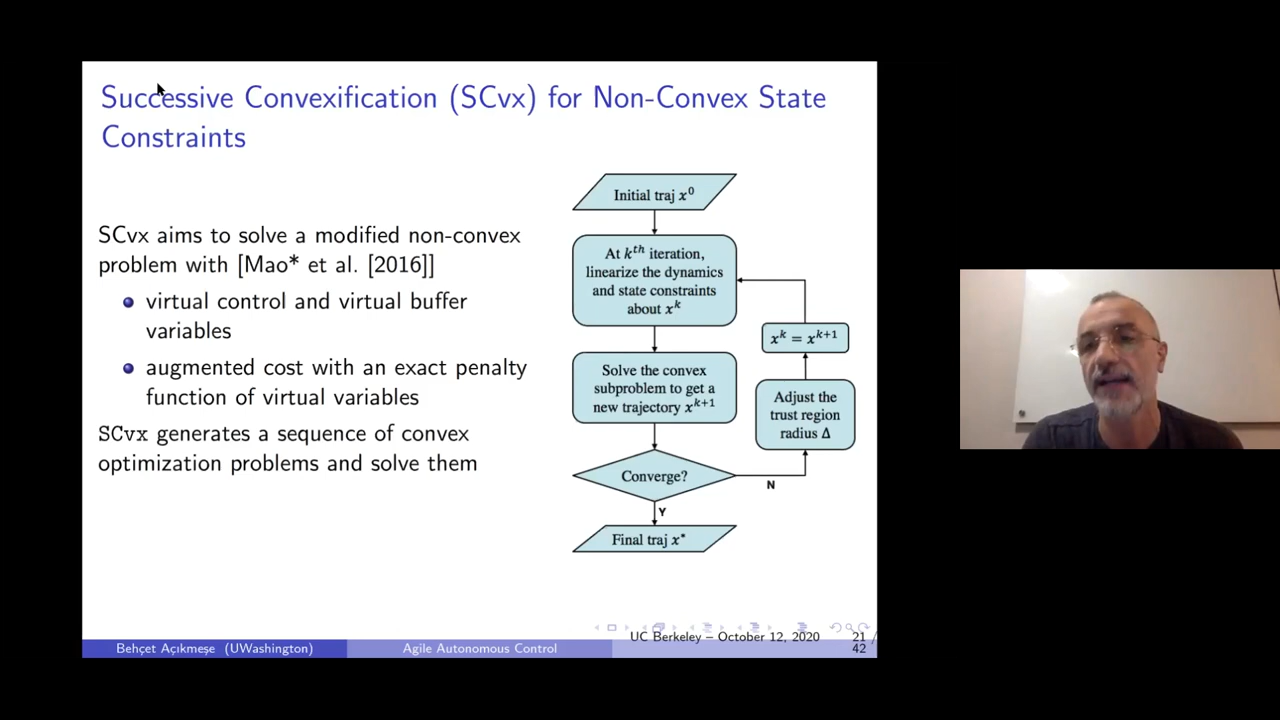 Successive Convexification (SCvx) for Non-Convex State
Constraints
SCvx aims to solve a modified non-convex
problem with [Mao* et al. [2016]]
virtual control and virtual buffer
variables
augmented cost with an exact penalty
function of virtual variables
SCvx generates a sequence of convex
optimization problems and solve them
Initial traj x⁰
At kᵗʰ iteration,
linearize the dynamics
and state constraints
about xᵏ
Solve the convex
subproblem to get a
new trajectory xᵏ⁺¹
Converge?
Y
Final traj x*
N
Adjust the
trust region
radius Δ
xᵏ = xᵏ⁺¹
Behçet Açıkmeşe (UWashington)
Agile Autonomous Control
UC Berkeley – October 12, 2020
21 /
42